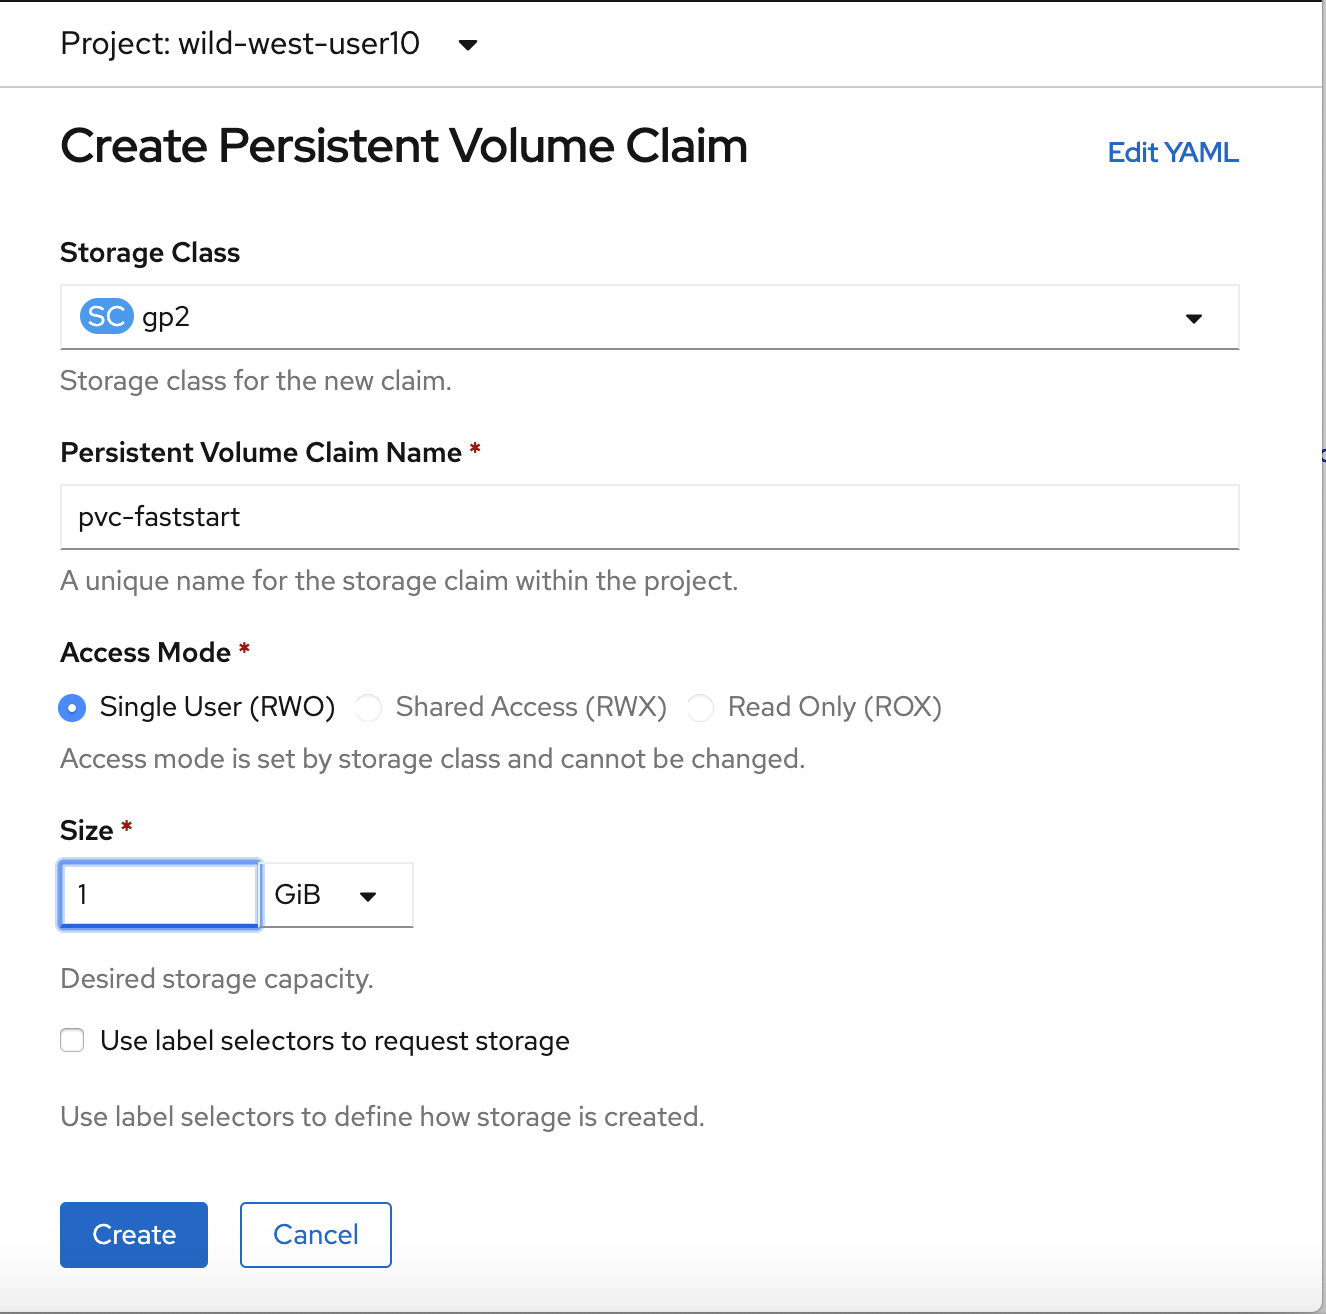 Project: wild-west-user10
Create Persistent Volume Claim
Edit YAML
Storage Class
SC gp2
Storage class for the new claim.
Persistent Volume Claim Name *
pvc-faststart
A unique name for the storage claim within the project.
Access Mode *
Single User (RWO) Shared Access (RWX) Read Only (ROX)
Access mode is set by storage class and cannot be changed.
Size *
1 GiB
Desired storage capacity.
Use label selectors to request storage
Use label selectors to define how storage is created.
Create Cancel